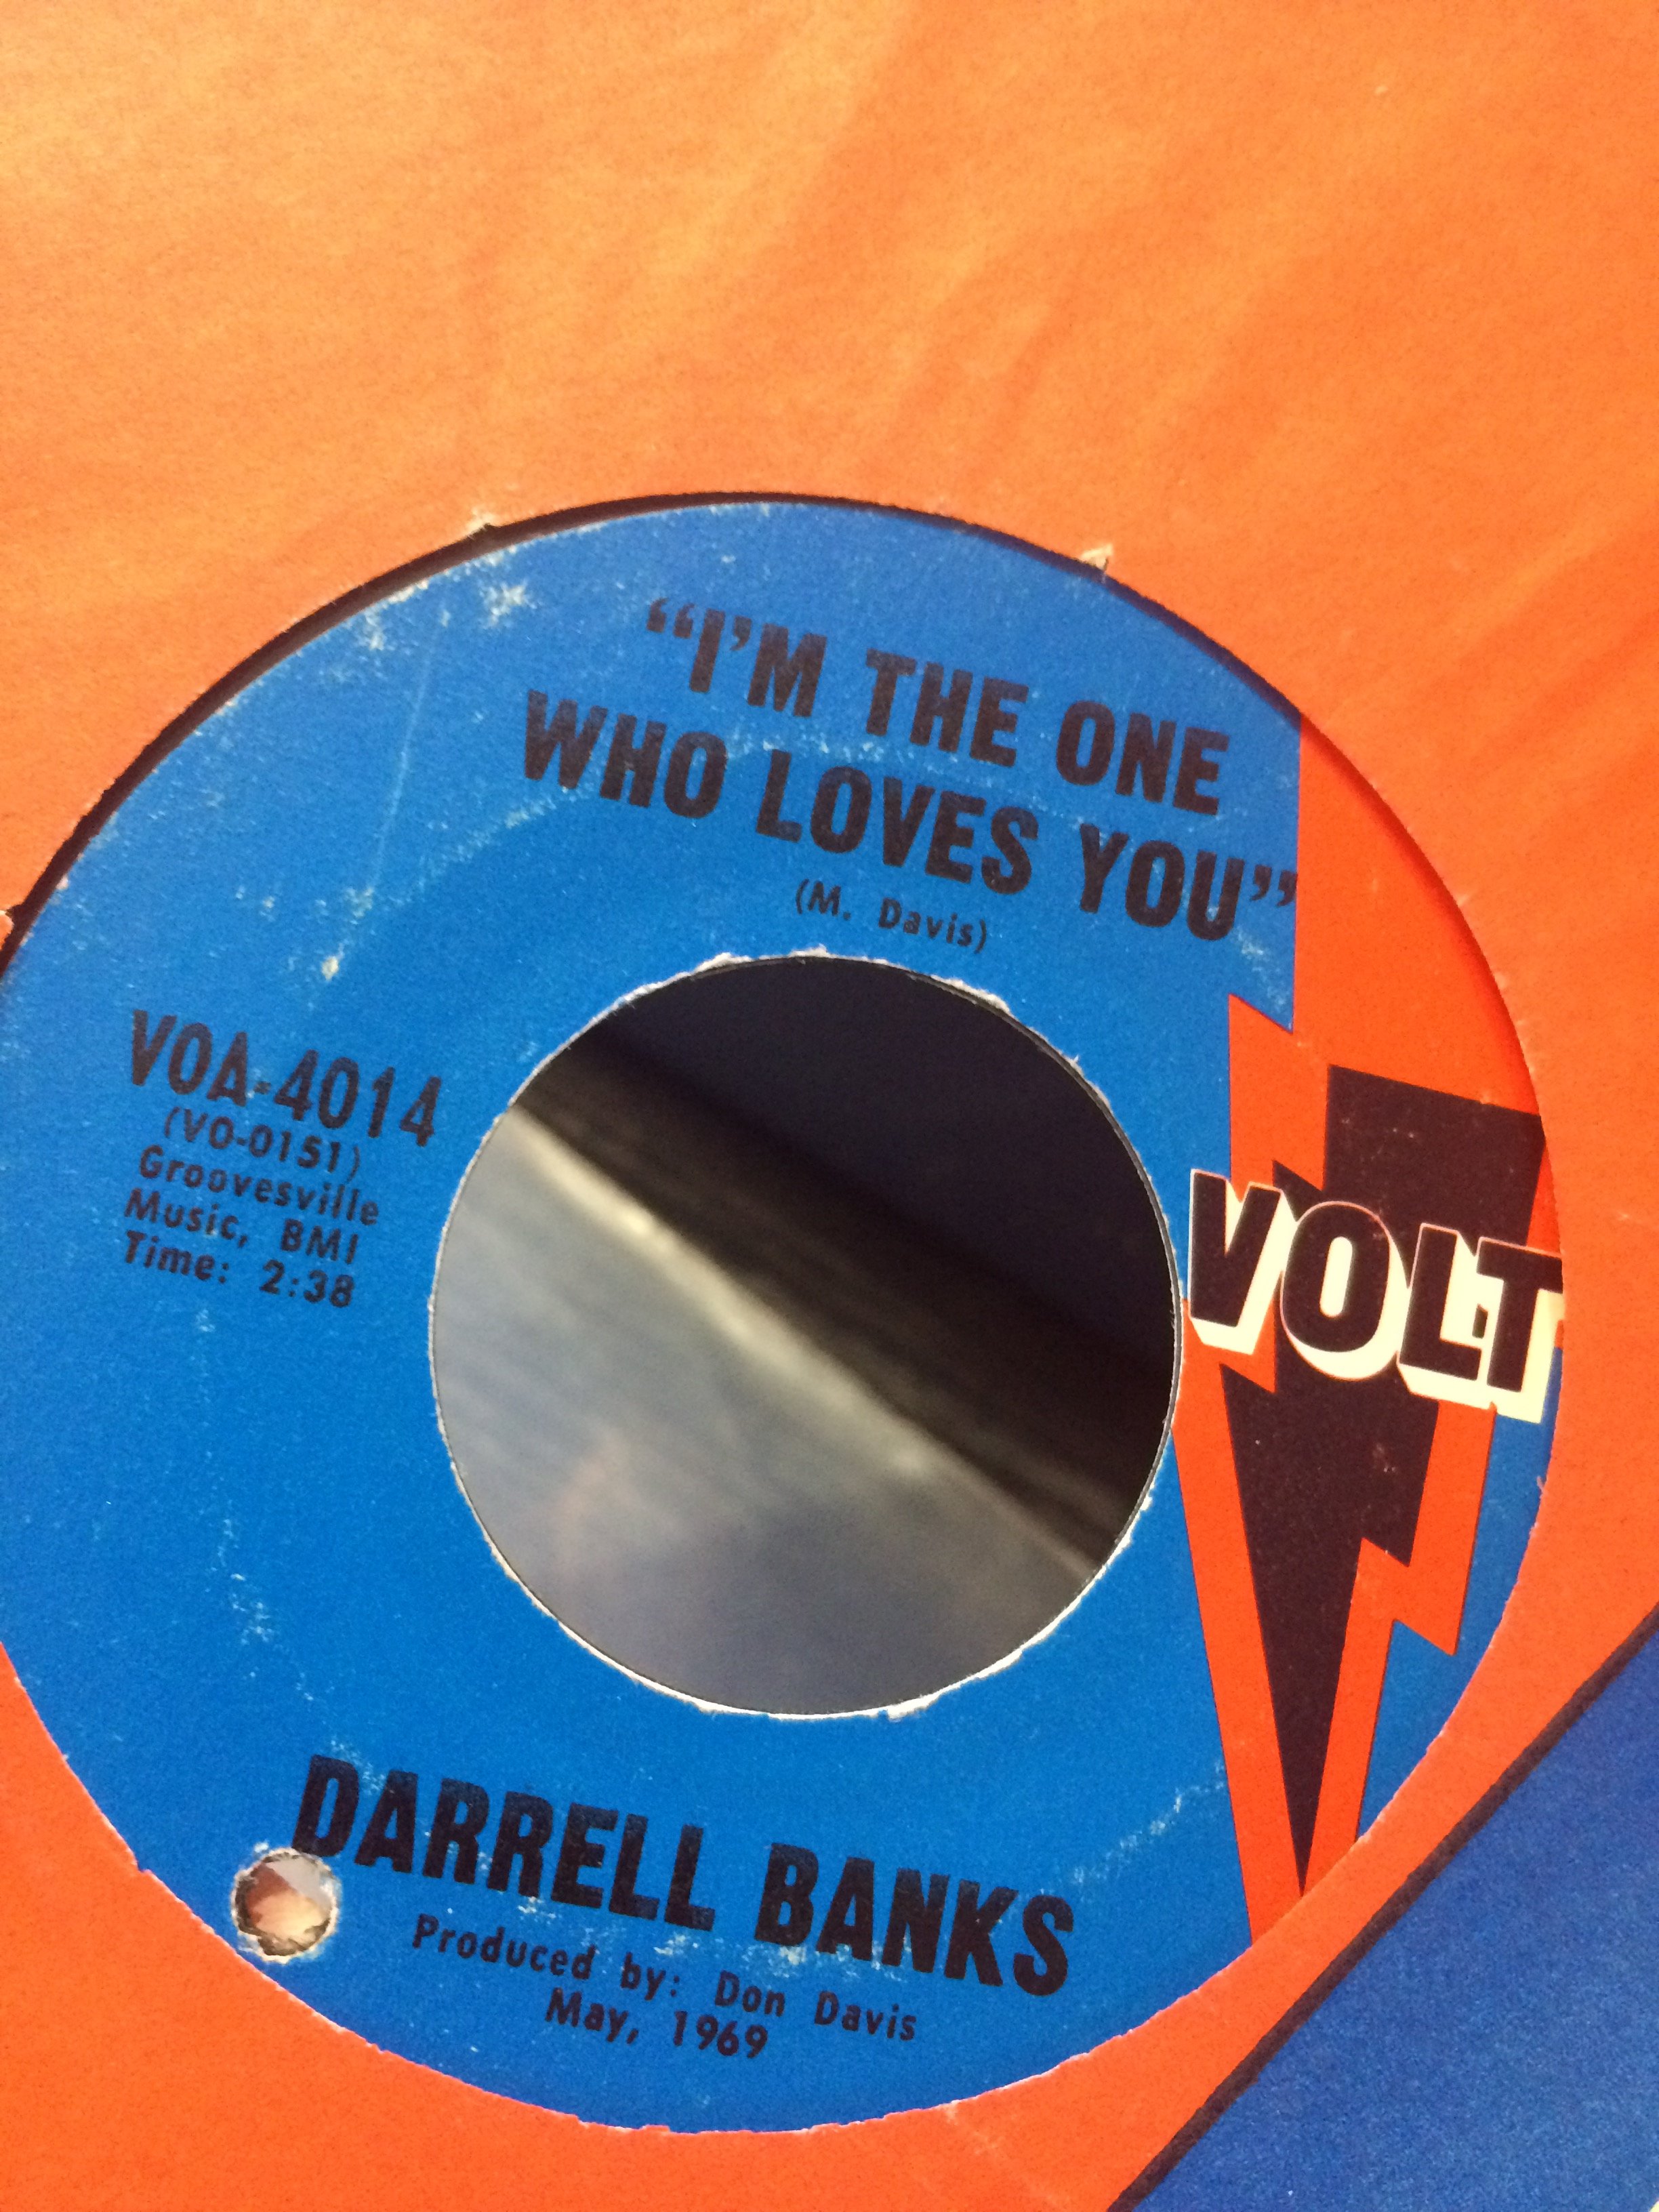 "I'M THE ONE
WHO LOVES YOU"
(M. Davis)
VOA-4014
(VO-0151)
Groovesville
Music, BMI
Time: 2:38
VOLT
DARRELL BANKS
Produced by: Don Davis
May, 1969